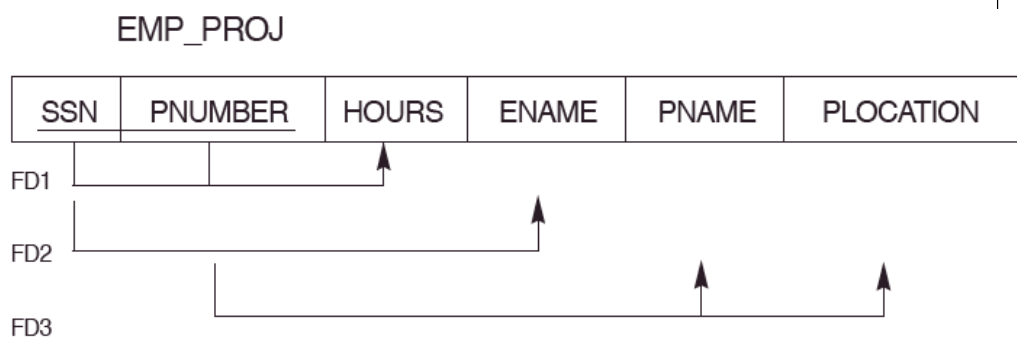 EMP_PROJ
SSN PNUMBER HOURS ENAME PNAME PLOCATION
FD1
FD2
FD3